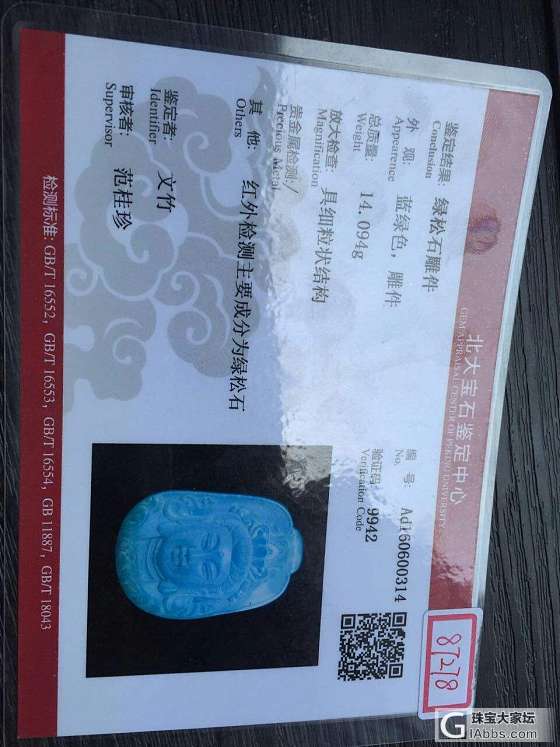 北大宝石鉴定中心
GEM APPRAISAL CENTER OF PEKING UNIVERSITY
鉴定结果: 绿松石雕件
Conclusion
外 观: 蓝绿色，雕件
Appearence
总质量: 14.094g
Weight
放大检查: 具细粒状结构
Magnification
贵金属检测:/
Precious Metal
其 他: 红外检测主要成分为绿松石
Others
鉴定者: 文竹
Identifier
审核者: 范桂珍
Supervisor
编 号: Ad160600314
No.
验证码: 9942
Verification Code
检测标准: GB/T 16552, GB/T 16553, GB/T 16554, GB 11887, GB/T 18043
87278
G 珠宝大家坛
iAbbs.com